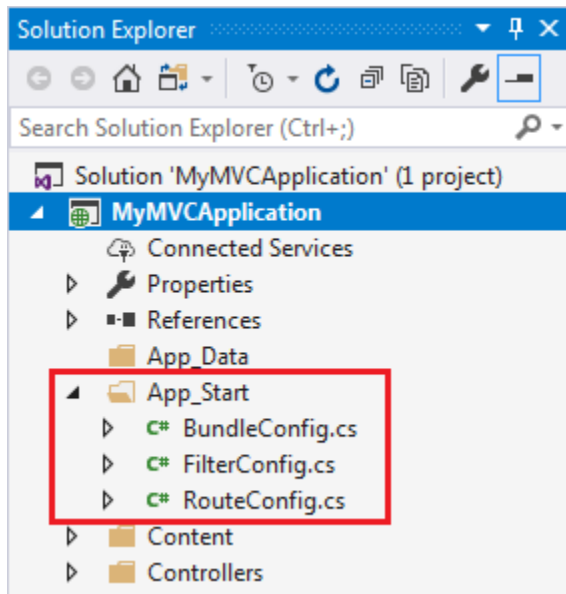 Solution Explorer
Search Solution Explorer (Ctrl+;)
Solution 'MyMVCApplication' (1 project)
MyMVCApplication
Connected Services
Properties
References
App_Data
App_Start
C# BundleConfig.cs
C# FilterConfig.cs
C# RouteConfig.cs
Content
Controllers